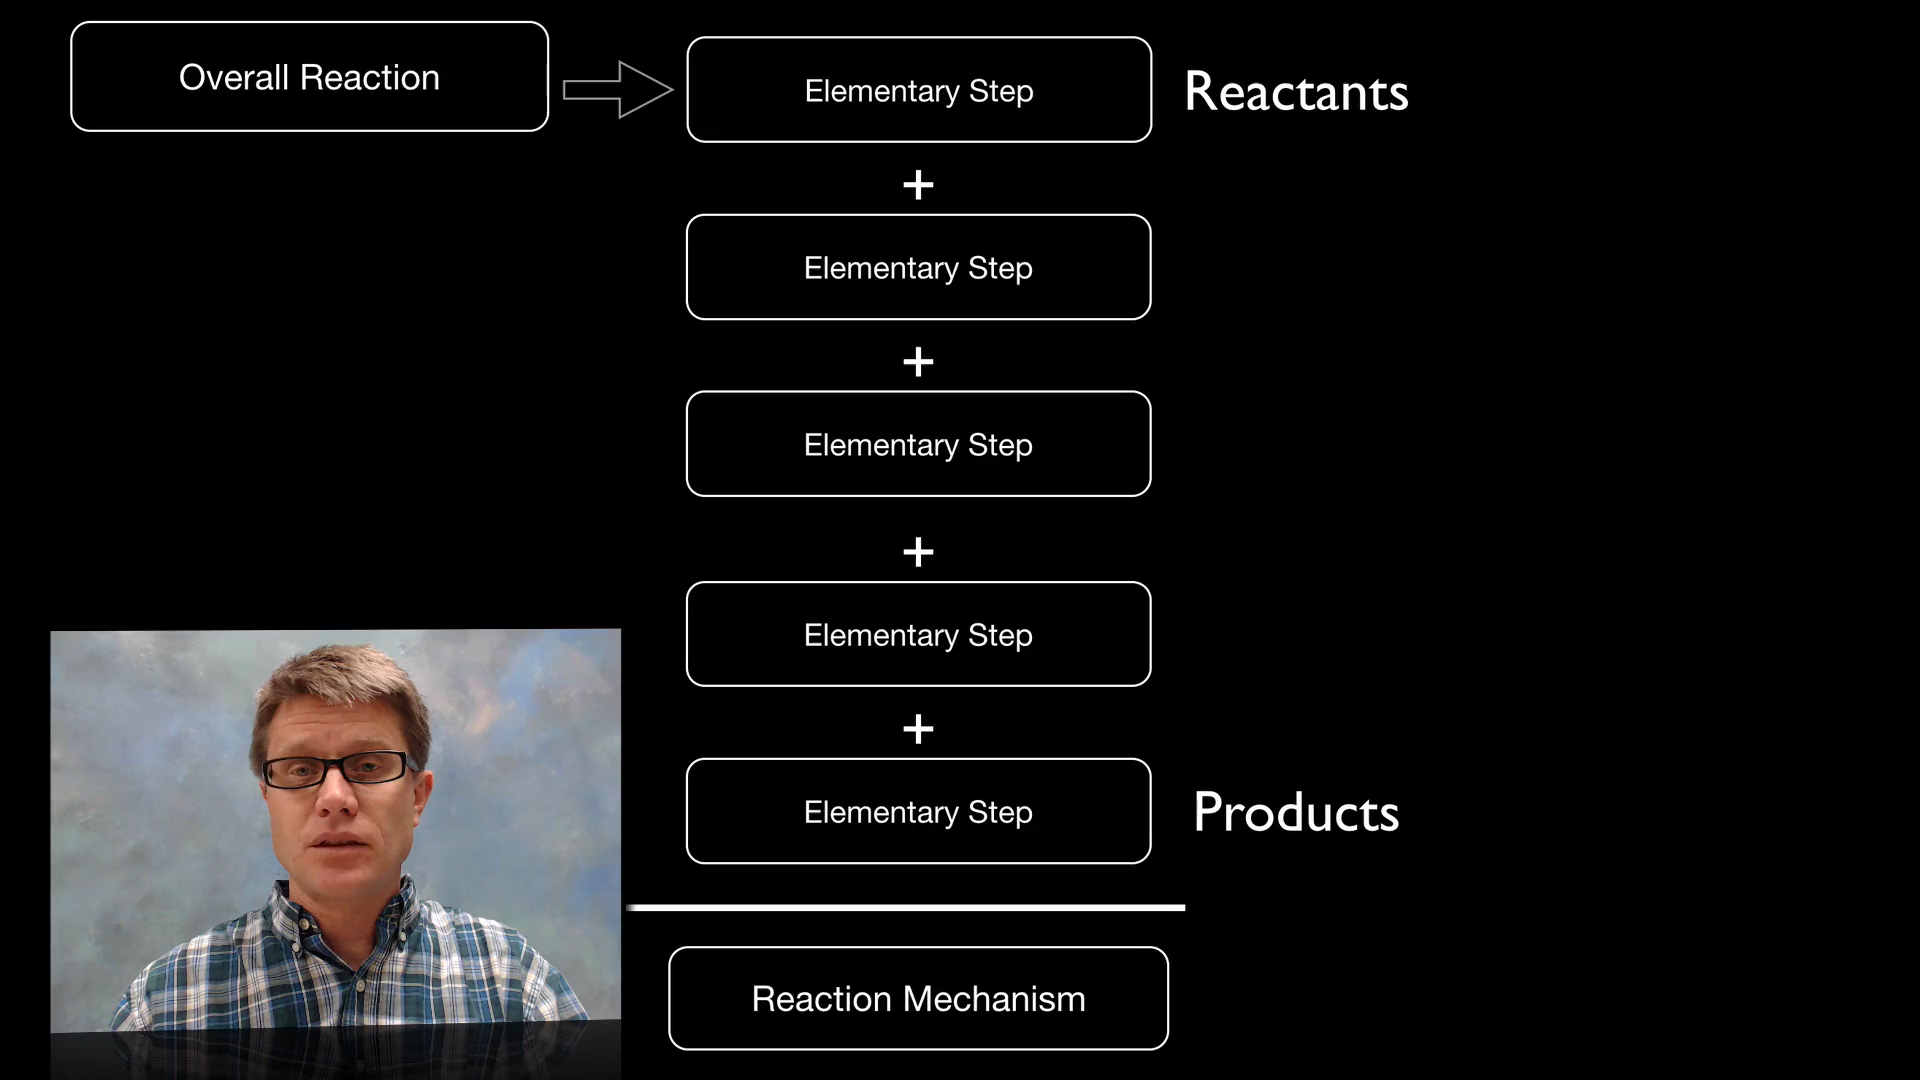 Overall Reaction
Elementary Step
Reactants
+
Elementary Step
+
Elementary Step
+
Elementary Step
+
Elementary Step
Products
Reaction Mechanism